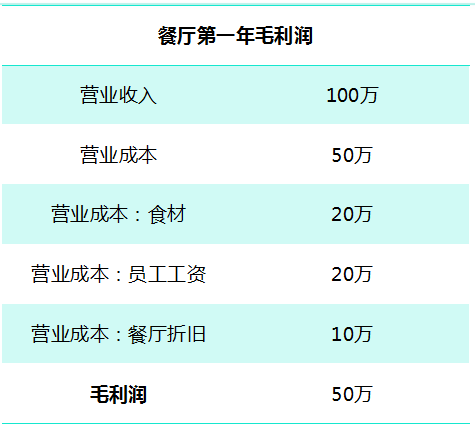 餐厅第一年毛利润
营业收入 100万
营业成本 50万
营业成本：食材 20万
营业成本：员工工资 20万
营业成本：餐厅折旧 10万
毛利润 50万